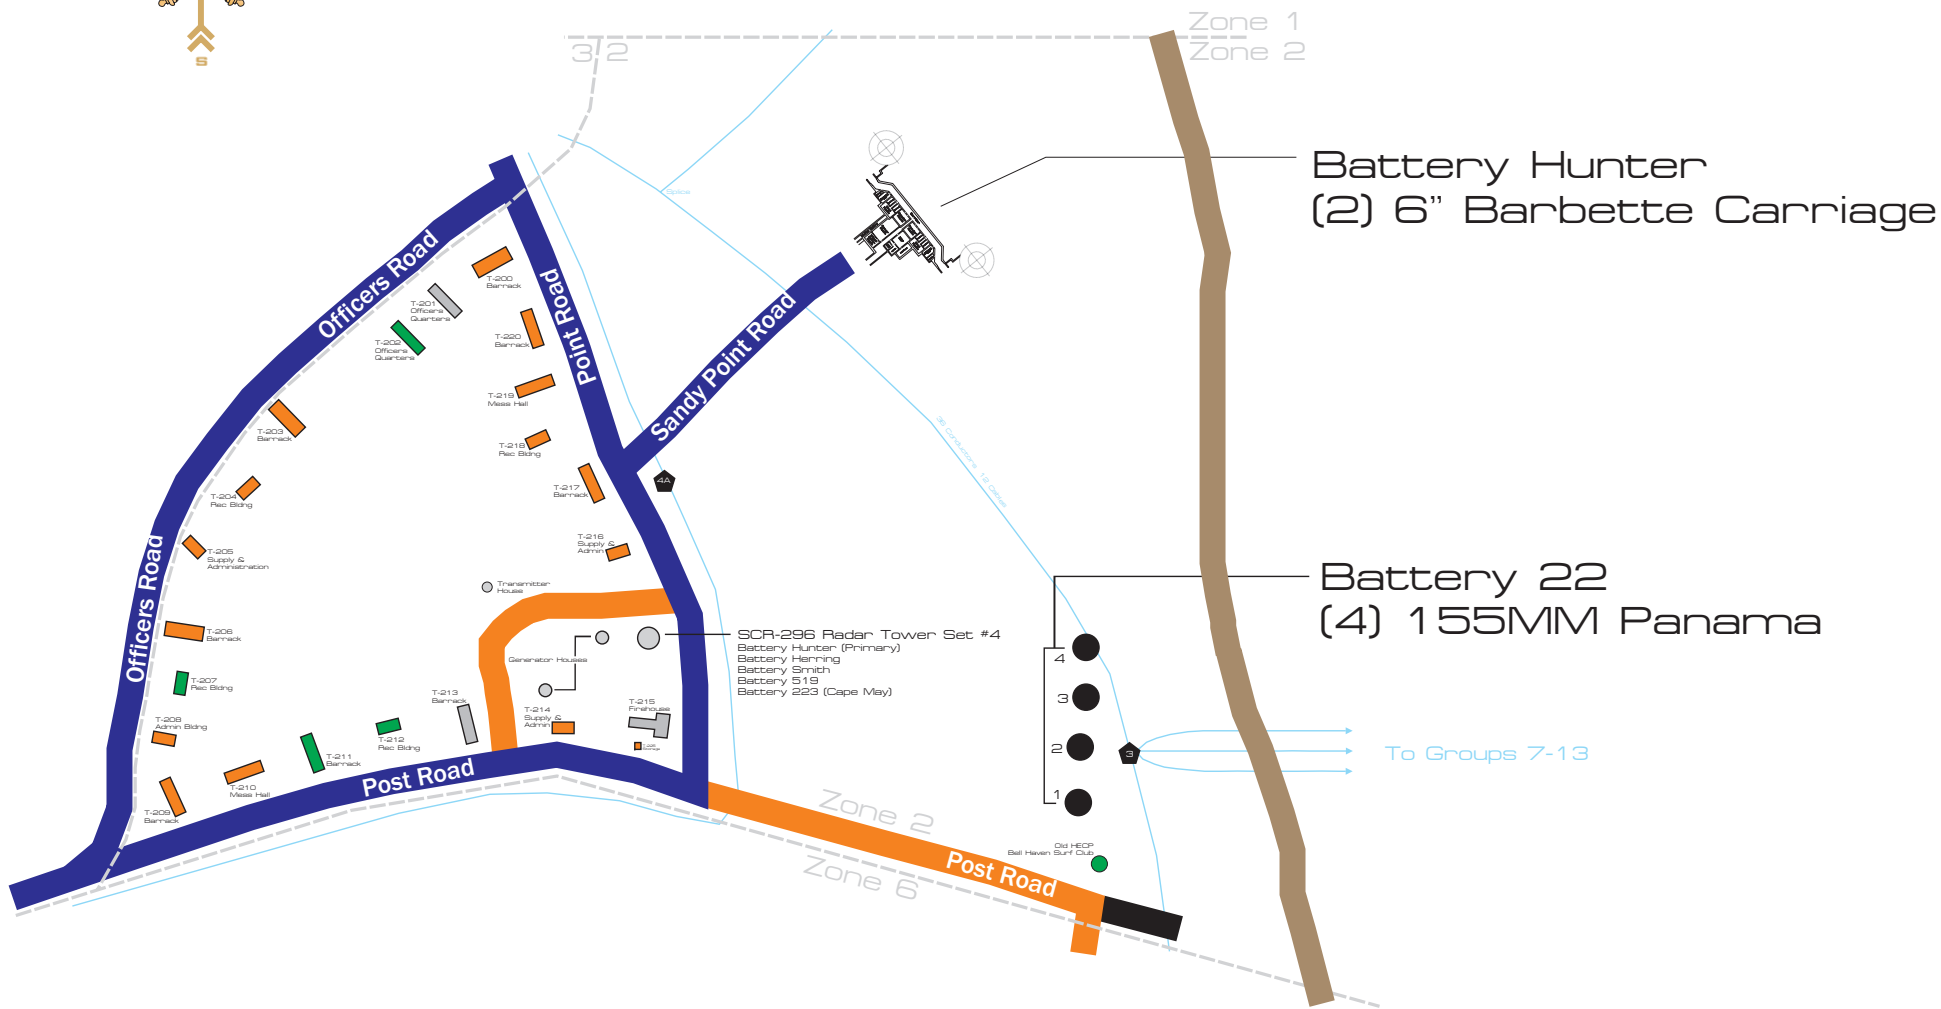 S
Zone 1
3 2
Zone 2
Battery Hunter
(2) 6” Barbette Carriage
Splice
Officers Road
Point Road
T-200
Barrack
T-201
Officers
Quarters
T-202
Officers
Quarters
T-220
Barrack
Sandy Point Road
T-219
Mess Hall
T-203
Barrack
T-218
Rec Bldng
36 Conductors 12 Cables
T-217
Barrack
4A
T-204
Rec Bldng
T-216
Supply &
Admin
T-205
Supply &
Administration
Officers Road
Transmitter
House
Battery 22
(4) 155MM Panama
T-206
Barrack
SCR-296 Radar Tower Set #4
Battery Hunter (Primary)
Battery Herring
Battery Smith
Battery 519
Battery 223 (Cape May)
Generator Houses
4
3
2
1
T-207
Rec Bldng
T-213
Barrack
T-215
Firehouse
T-214
Supply &
Admin
T-208
Admin Bldng
T-212
Rec Bldng
T-211
Barrack
3
To Groups 7-13
Post Road
T-210
Mess Hall
T-209
Barrack
Zone 2
Zone 6
Post Road
Old HECP
Bell Haven Surf Club